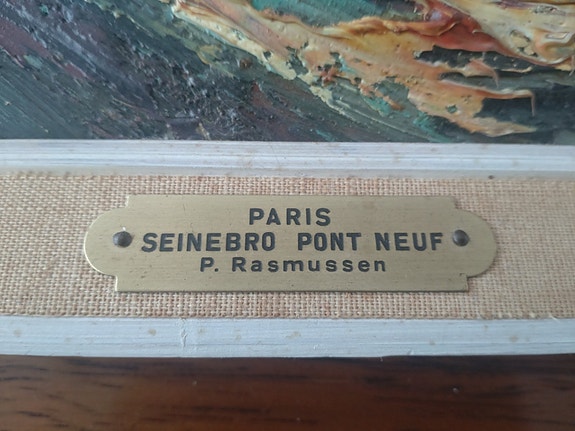 PARIS
SEINEBRO PONT NEUF
P. Rasmussen